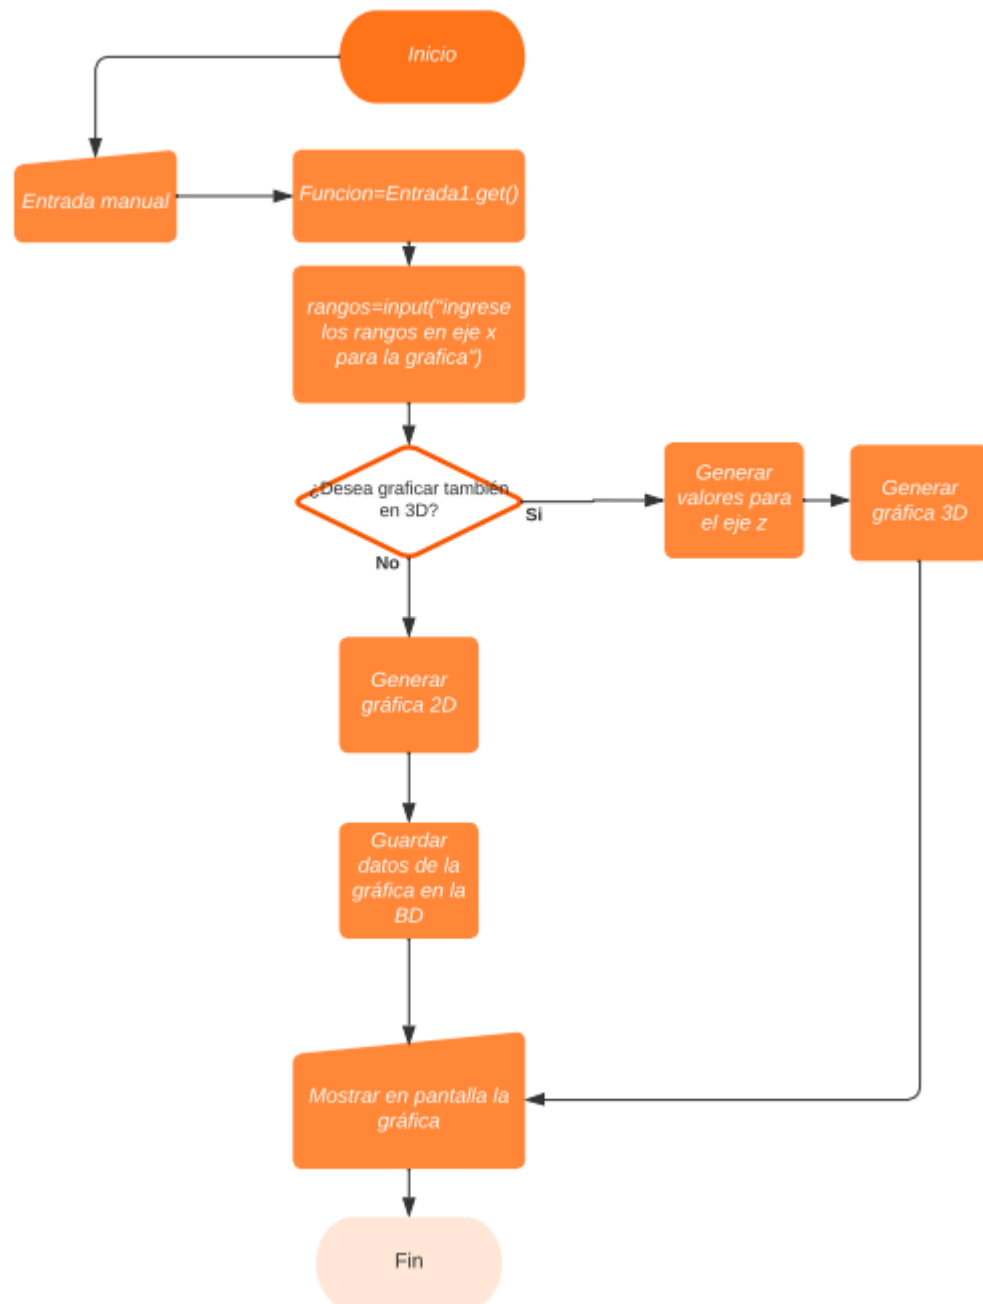 Inicio
Entrada manual
Funcion=Entrada1.get()
rangos=input("ingrese
los rangos en eje x
para la grafica")
¿Desea graficar también
en 3D?
Si
No
Generar
valores para
el eje z
Generar
gráfica 3D
Generar
gráfica 2D
Guardar
datos de la
gráfica en la
BD
Mostrar en pantalla la
gráfica
Fin